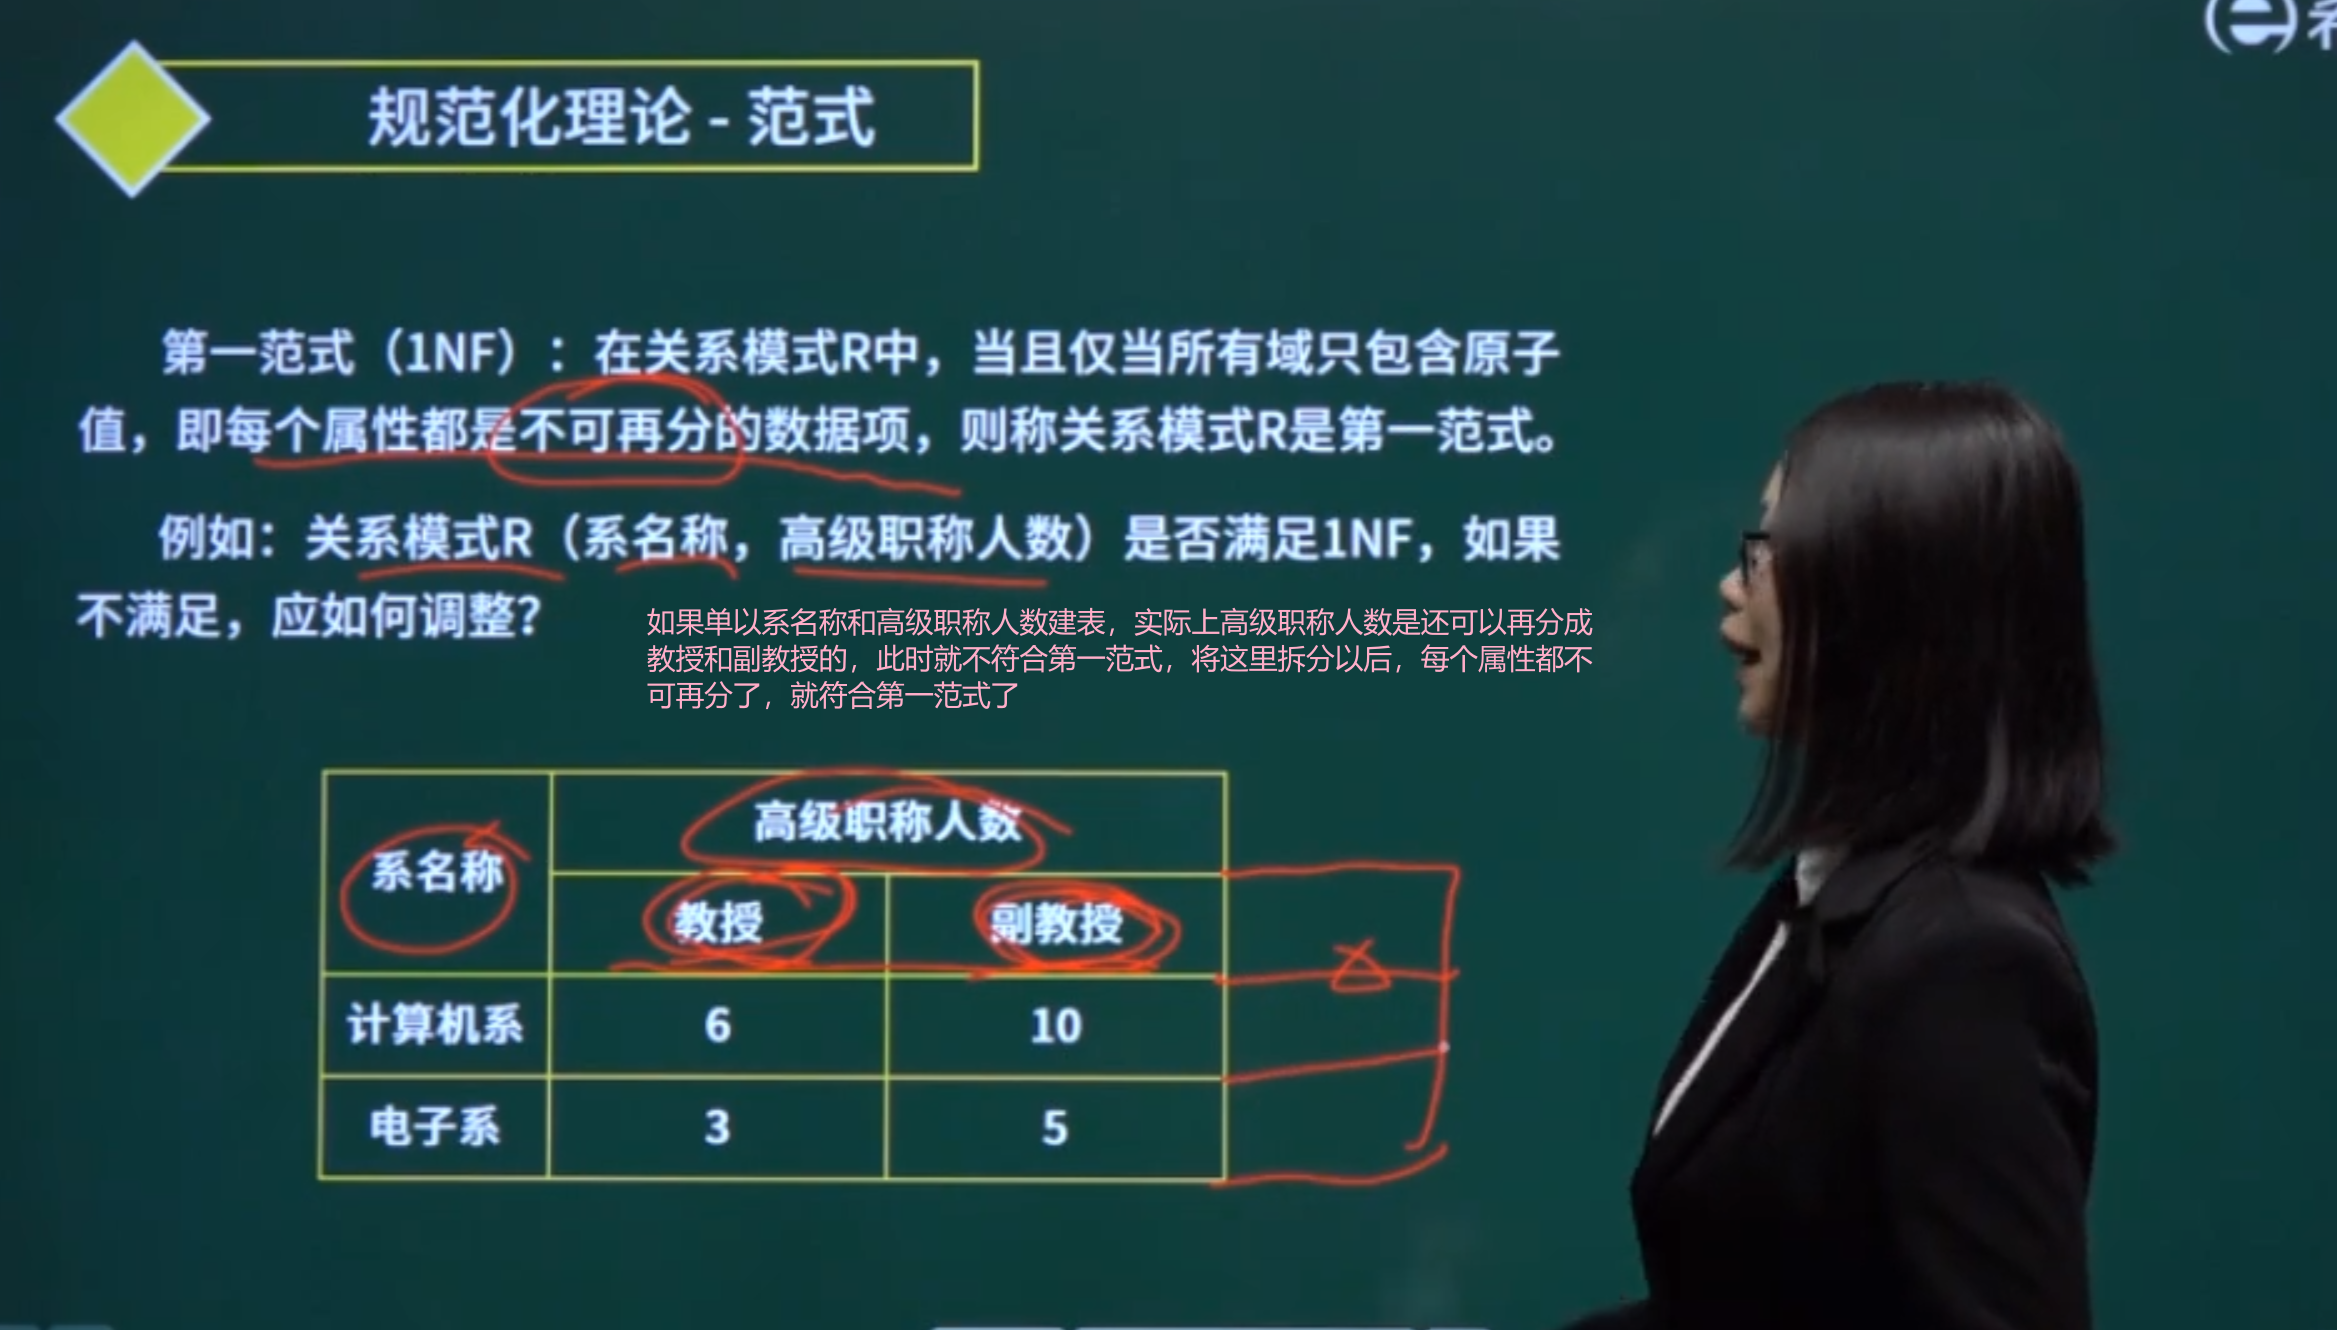 规范化理论 - 范式
第一范式（1NF）：在关系模式R中，当且仅当所有域只包含原子
值，即每个属性都是不可再分的数据项，则称关系模式R是第一范式。
例如：关系模式R（系名称，高级职称人数）是否满足1NF，如果
不满足，应如何调整？
如果单以系名称和高级职称人数建表，实际上高级职称人数是还可以再分成
教授和副教授的，此时就不符合第一范式，将这里拆分以后，每个属性都不
可再分了，就符合第一范式了
系名称 高级职称人数
教授 副教授
计算机系 6 10
电子系 3 5